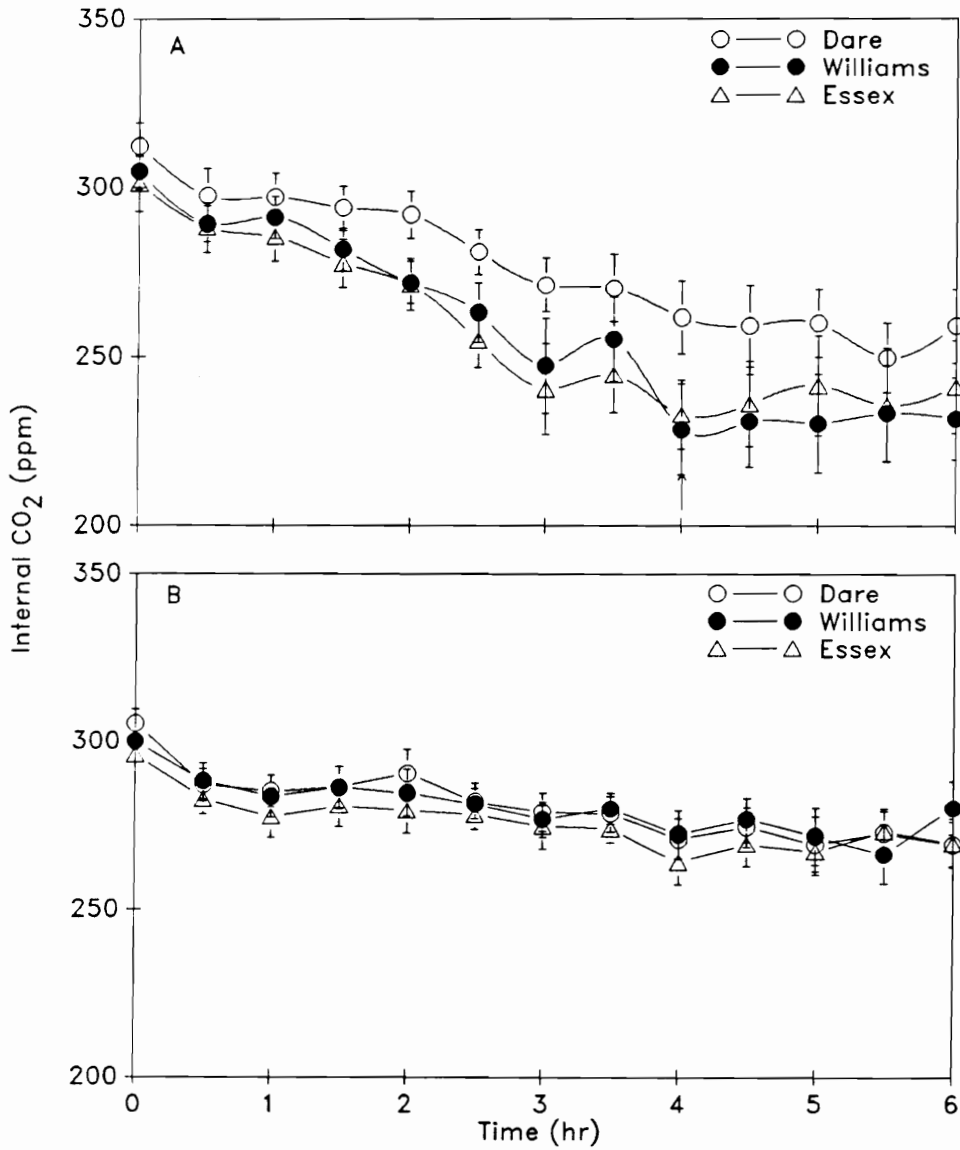 350
A
Dare
Williams
Essex
300
250
200
Internal CO2 (ppm)
350
B
Dare
Williams
Essex
300
250
200
0 1 2 3 4 5 6
Time (hr)